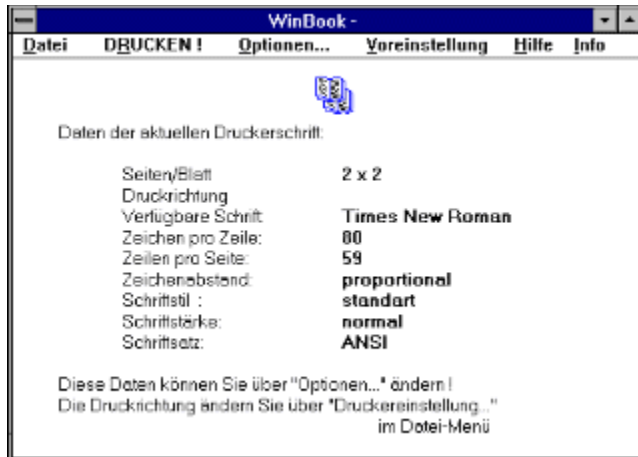 WinBook -
Datei DRUCKEN ! Optionen... Voreinstellung Hilfe Info
Daten der aktuellen Druckerschrift:
Seiten/Blatt 2 x 2
Druckrichtung
Verfügbare Schrift Times New Roman
Zeichen pro Zeile: 80
Zeilen pro Seite: 59
Zeichenabstand: proportional
Schriftstil : standart
Schriftstärke: normal
Schriftsatz: ANSI
Diese Daten können Sie über "Optionen..." ändern !
Die Druckrichtung ändern Sie über "Druckereinstellung..."
im Datei-Menü